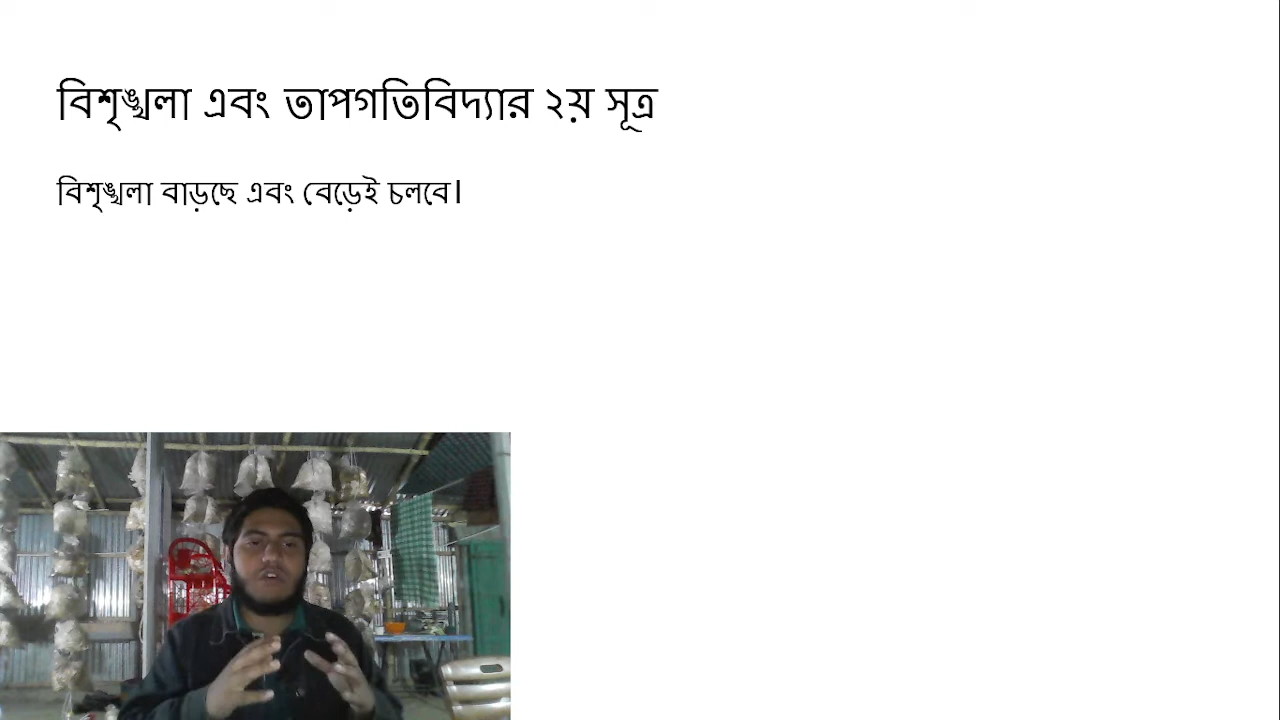 বিশৃঙ্খলা এবং তাপগতিবিদ্যার ২য় সূত্র
বিশৃঙ্খলা বাড়ছে এবং বেড়েই চলবে।